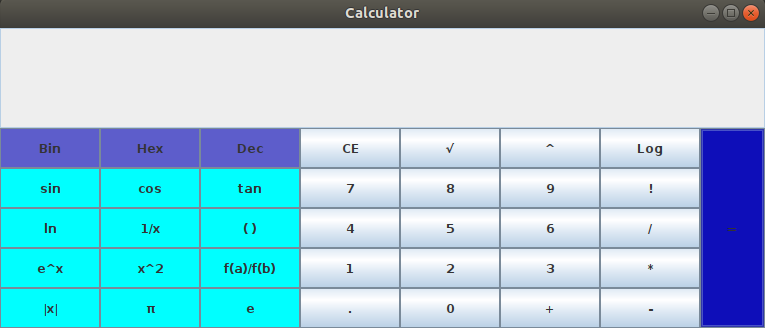 Calculator
Bin Hex Dec CE √ ^ Log
sin cos tan 7 8 9 !
ln 1/x ( ) 4 5 6 / =
e^x x^2 f(a)/f(b) 1 2 3 *
|x| π e . 0 + -